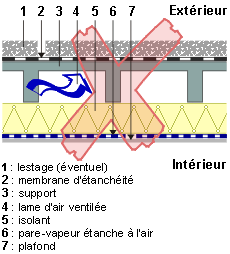 Extérieur
1 2 3 4 5 6 7
Intérieur
1 : lestage (éventuel)
2 : membrane d'étanchéité
3 : support
4 : lame d'air ventilée
5 : isolant
6 : pare-vapeur étanche à l'air
7 : plafond